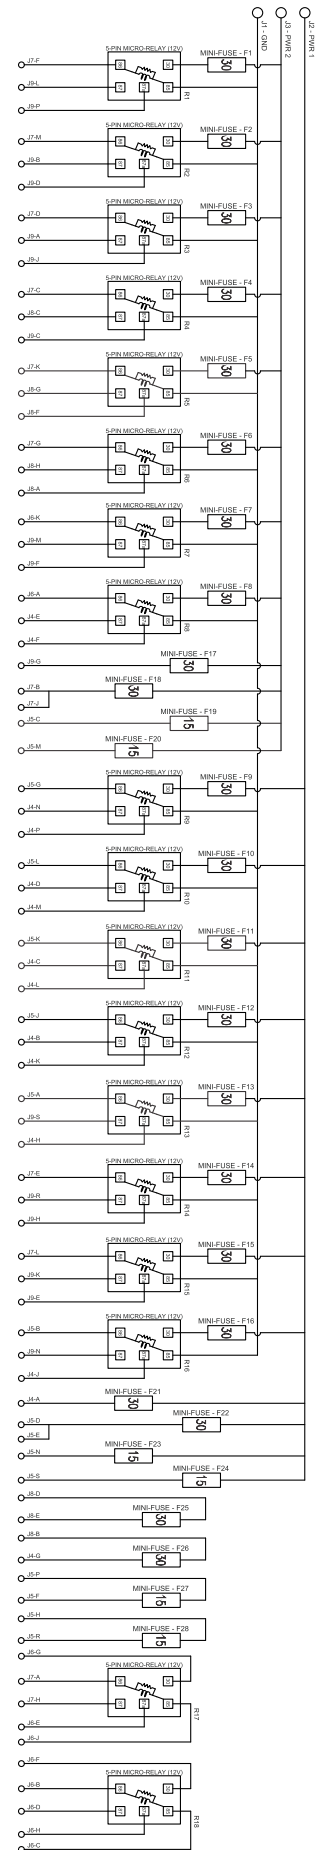 J1 - GND
J3 - PWR 2
J2 - PWR 1
5-PIN MICRO-RELAY (12V)
MINI-FUSE - F1
J7-F
30
J9-L
R1
J9-P
5-PIN MICRO-RELAY (12V)
MINI-FUSE - F2
J7-M
30
J9-B
R2
J9-D
5-PIN MICRO-RELAY (12V)
MINI-FUSE - F3
J7-D
30
J9-A
R3
J9-J
5-PIN MICRO-RELAY (12V)
MINI-FUSE - F4
J7-C
30
J8-C
R4
J9-C
5-PIN MICRO-RELAY (12V)
MINI-FUSE - F5
J7-K
30
J8-G
R5
J8-F
5-PIN MICRO-RELAY (12V)
MINI-FUSE - F6
J7-G
30
J8-H
R6
J8-A
5-PIN MICRO-RELAY (12V)
MINI-FUSE - F7
J6-K
30
J9-M
R7
J9-F
5-PIN MICRO-RELAY (12V)
MINI-FUSE - F8
J6-A
30
J4-E
R8
J4-F
MINI-FUSE - F17
J9-G
30
MINI-FUSE - F18
J7-B
30
J7-J
MINI-FUSE - F19
J5-C
15
MINI-FUSE - F20
J5-M
15
5-PIN MICRO-RELAY (12V)
MINI-FUSE - F9
J5-G
30
J4-N
R9
J4-P
5-PIN MICRO-RELAY (12V)
MINI-FUSE - F10
J5-L
30
J4-D
R10
J4-M
5-PIN MICRO-RELAY (12V)
MINI-FUSE - F11
J5-K
30
J4-C
R11
J4-L
5-PIN MICRO-RELAY (12V)
MINI-FUSE - F12
J5-J
30
J4-B
R12
J4-K
5-PIN MICRO-RELAY (12V)
MINI-FUSE - F13
J5-A
30
J9-S
R13
J4-H
5-PIN MICRO-RELAY (12V)
MINI-FUSE - F14
J7-E
30
J9-R
R14
J9-H
5-PIN MICRO-RELAY (12V)
MINI-FUSE - F15
J7-L
30
J9-K
R15
J9-E
5-PIN MICRO-RELAY (12V)
MINI-FUSE - F16
J5-B
30
J9-N
R16
J4-J
MINI-FUSE - F21
J4-A
30
MINI-FUSE - F22
J5-D
30
J5-E
MINI-FUSE - F23
J5-N
15
MINI-FUSE - F24
J5-S
15
J8-D
MINI-FUSE - F25
J8-E
30
J8-B
MINI-FUSE - F26
J4-G
30
J5-P
MINI-FUSE - F27
J5-F
15
J5-H
MINI-FUSE - F28
J5-R
15
J6-G
5-PIN MICRO-RELAY (12V)
J7-A
J7-H
R17
J6-E
J6-J
J6-F
5-PIN MICRO-RELAY (12V)
J6-B
J6-D
R18
J6-H
J6-C